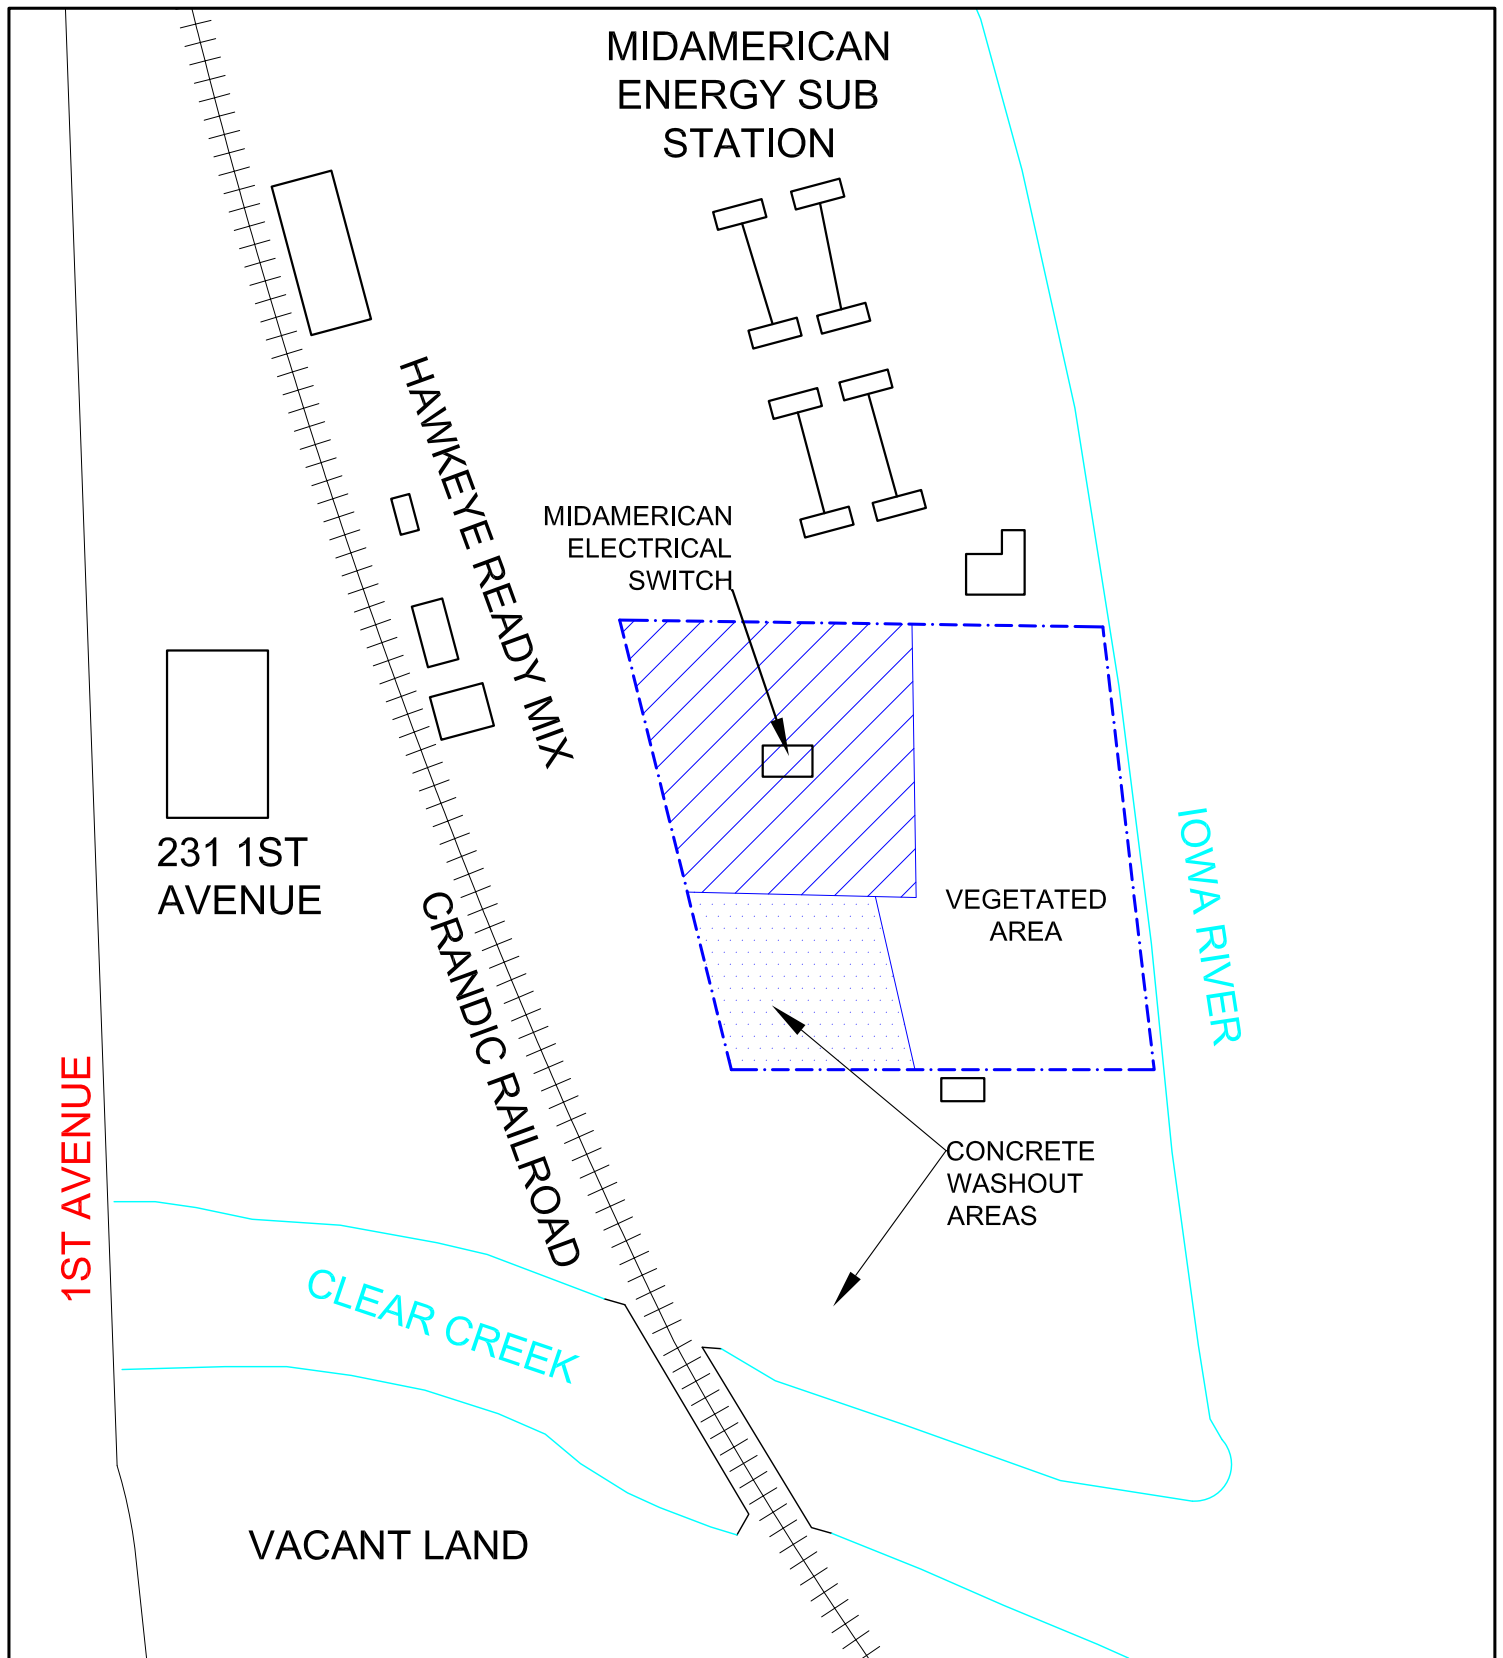 MIDAMERICAN
ENERGY SUB
STATION
HAWKEYE READY MIX
MIDAMERICAN
ELECTRICAL
SWITCH
231 1ST
AVENUE
IOWA RIVER
VEGETATED
AREA
CRANDIC RAILROAD
1ST AVENUE
CONCRETE
WASHOUT
AREAS
CLEAR CREEK
VACANT LAND